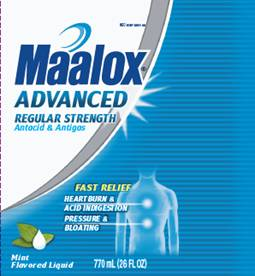 Maalox®
ADVANCED
REGULAR STRENGTH
Antacid & Antigas
FAST RELIEF
HEARTBURN &
ACID INDIGESTION
PRESSURE &
BLOATING
Mint
Flavored Liquid
770 mL (26 FL OZ)